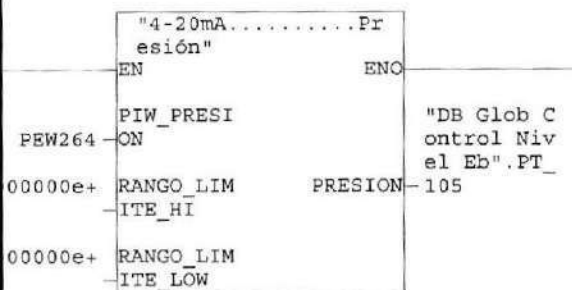 "4-20mA..........Pr
esión"
EN ENO
PIW_PRESI
PEW264 ON
"DB Glob C
ontrol Niv
el Eb".PT_
00000e+ RANGO_LIM PRESION 105
ITE_HI
00000e+ RANGO_LIM
ITE_LOW